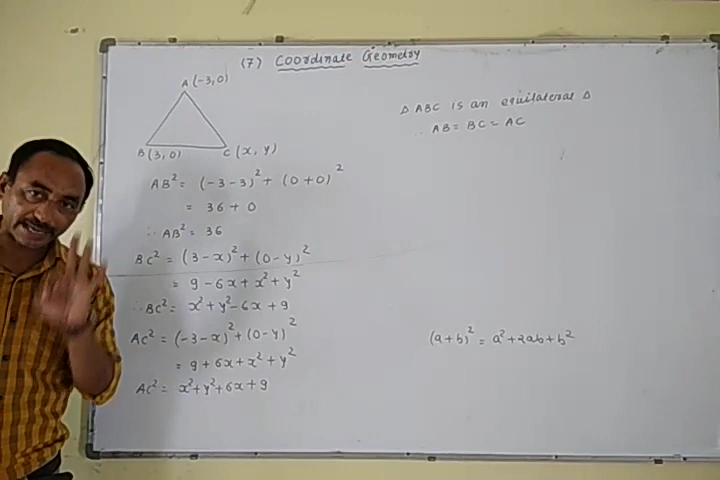 (7) Coordinate Geometry
A (-3,0)
B (3,0)
C (x, y)
AB² = (-3-3)² + (0+0)²
= 36 + 0
∴ AB² = 36
BC² = (3-x)² + (0-y)²
= 9 - 6x + x² + y²
∴ BC² = x² + y² - 6x + 9
AC² = (-3-x)² + (0-y)²
= 9 + 6x + x² + y²
AC² = x² + y² + 6x + 9
Δ ABC is an equilateral Δ
∴ AB = BC = AC
(a+b)² = a² + 2ab + b²